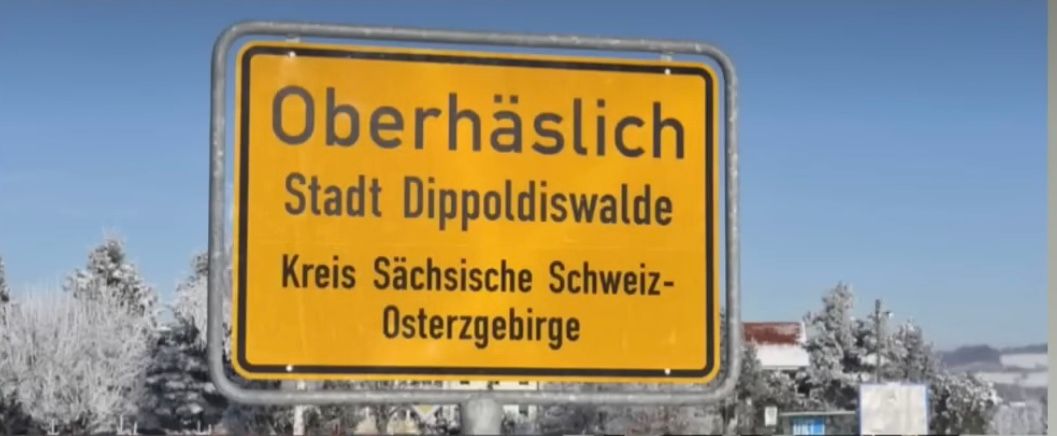 Oberhäslich
Stadt Dippoldiswalde
Kreis Sächsische Schweiz-
Osterzgebirge